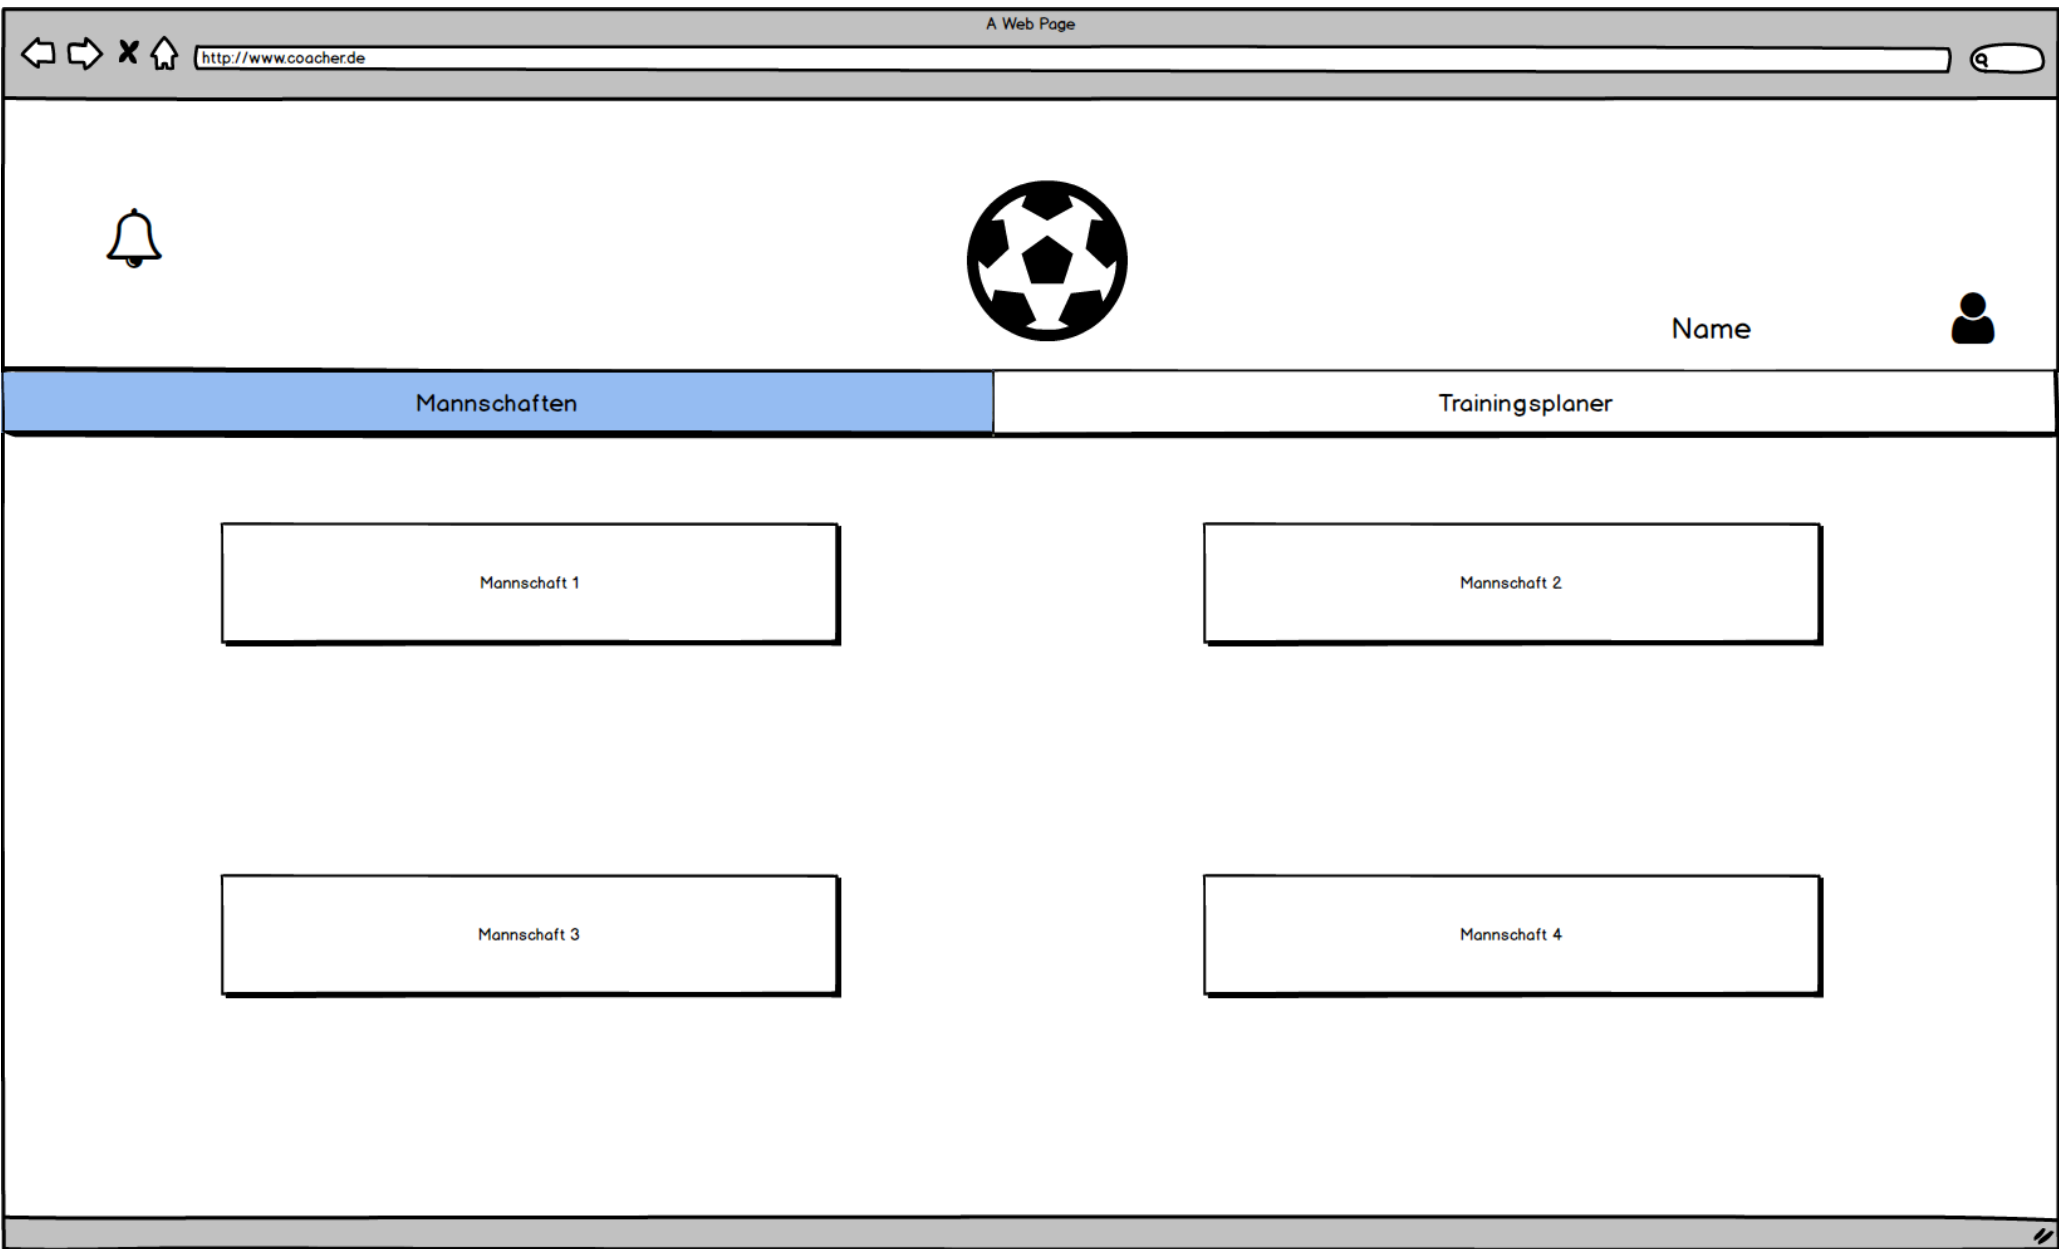 A Web Page
http://www.coacher.de
Name
Mannschaften
Trainingsplaner
Mannschaft 1
Mannschaft 2
Mannschaft 3
Mannschaft 4